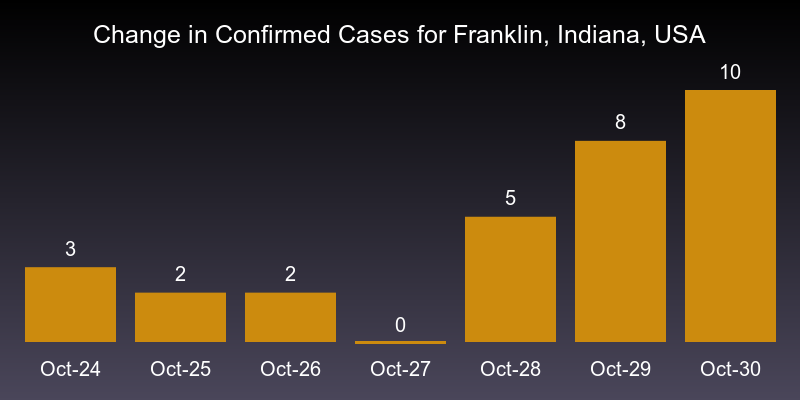 Change in Confirmed Cases for Franklin, Indiana, USA
3
2
2
0
5
8
10
Oct-24
Oct-25
Oct-26
Oct-27
Oct-28
Oct-29
Oct-30